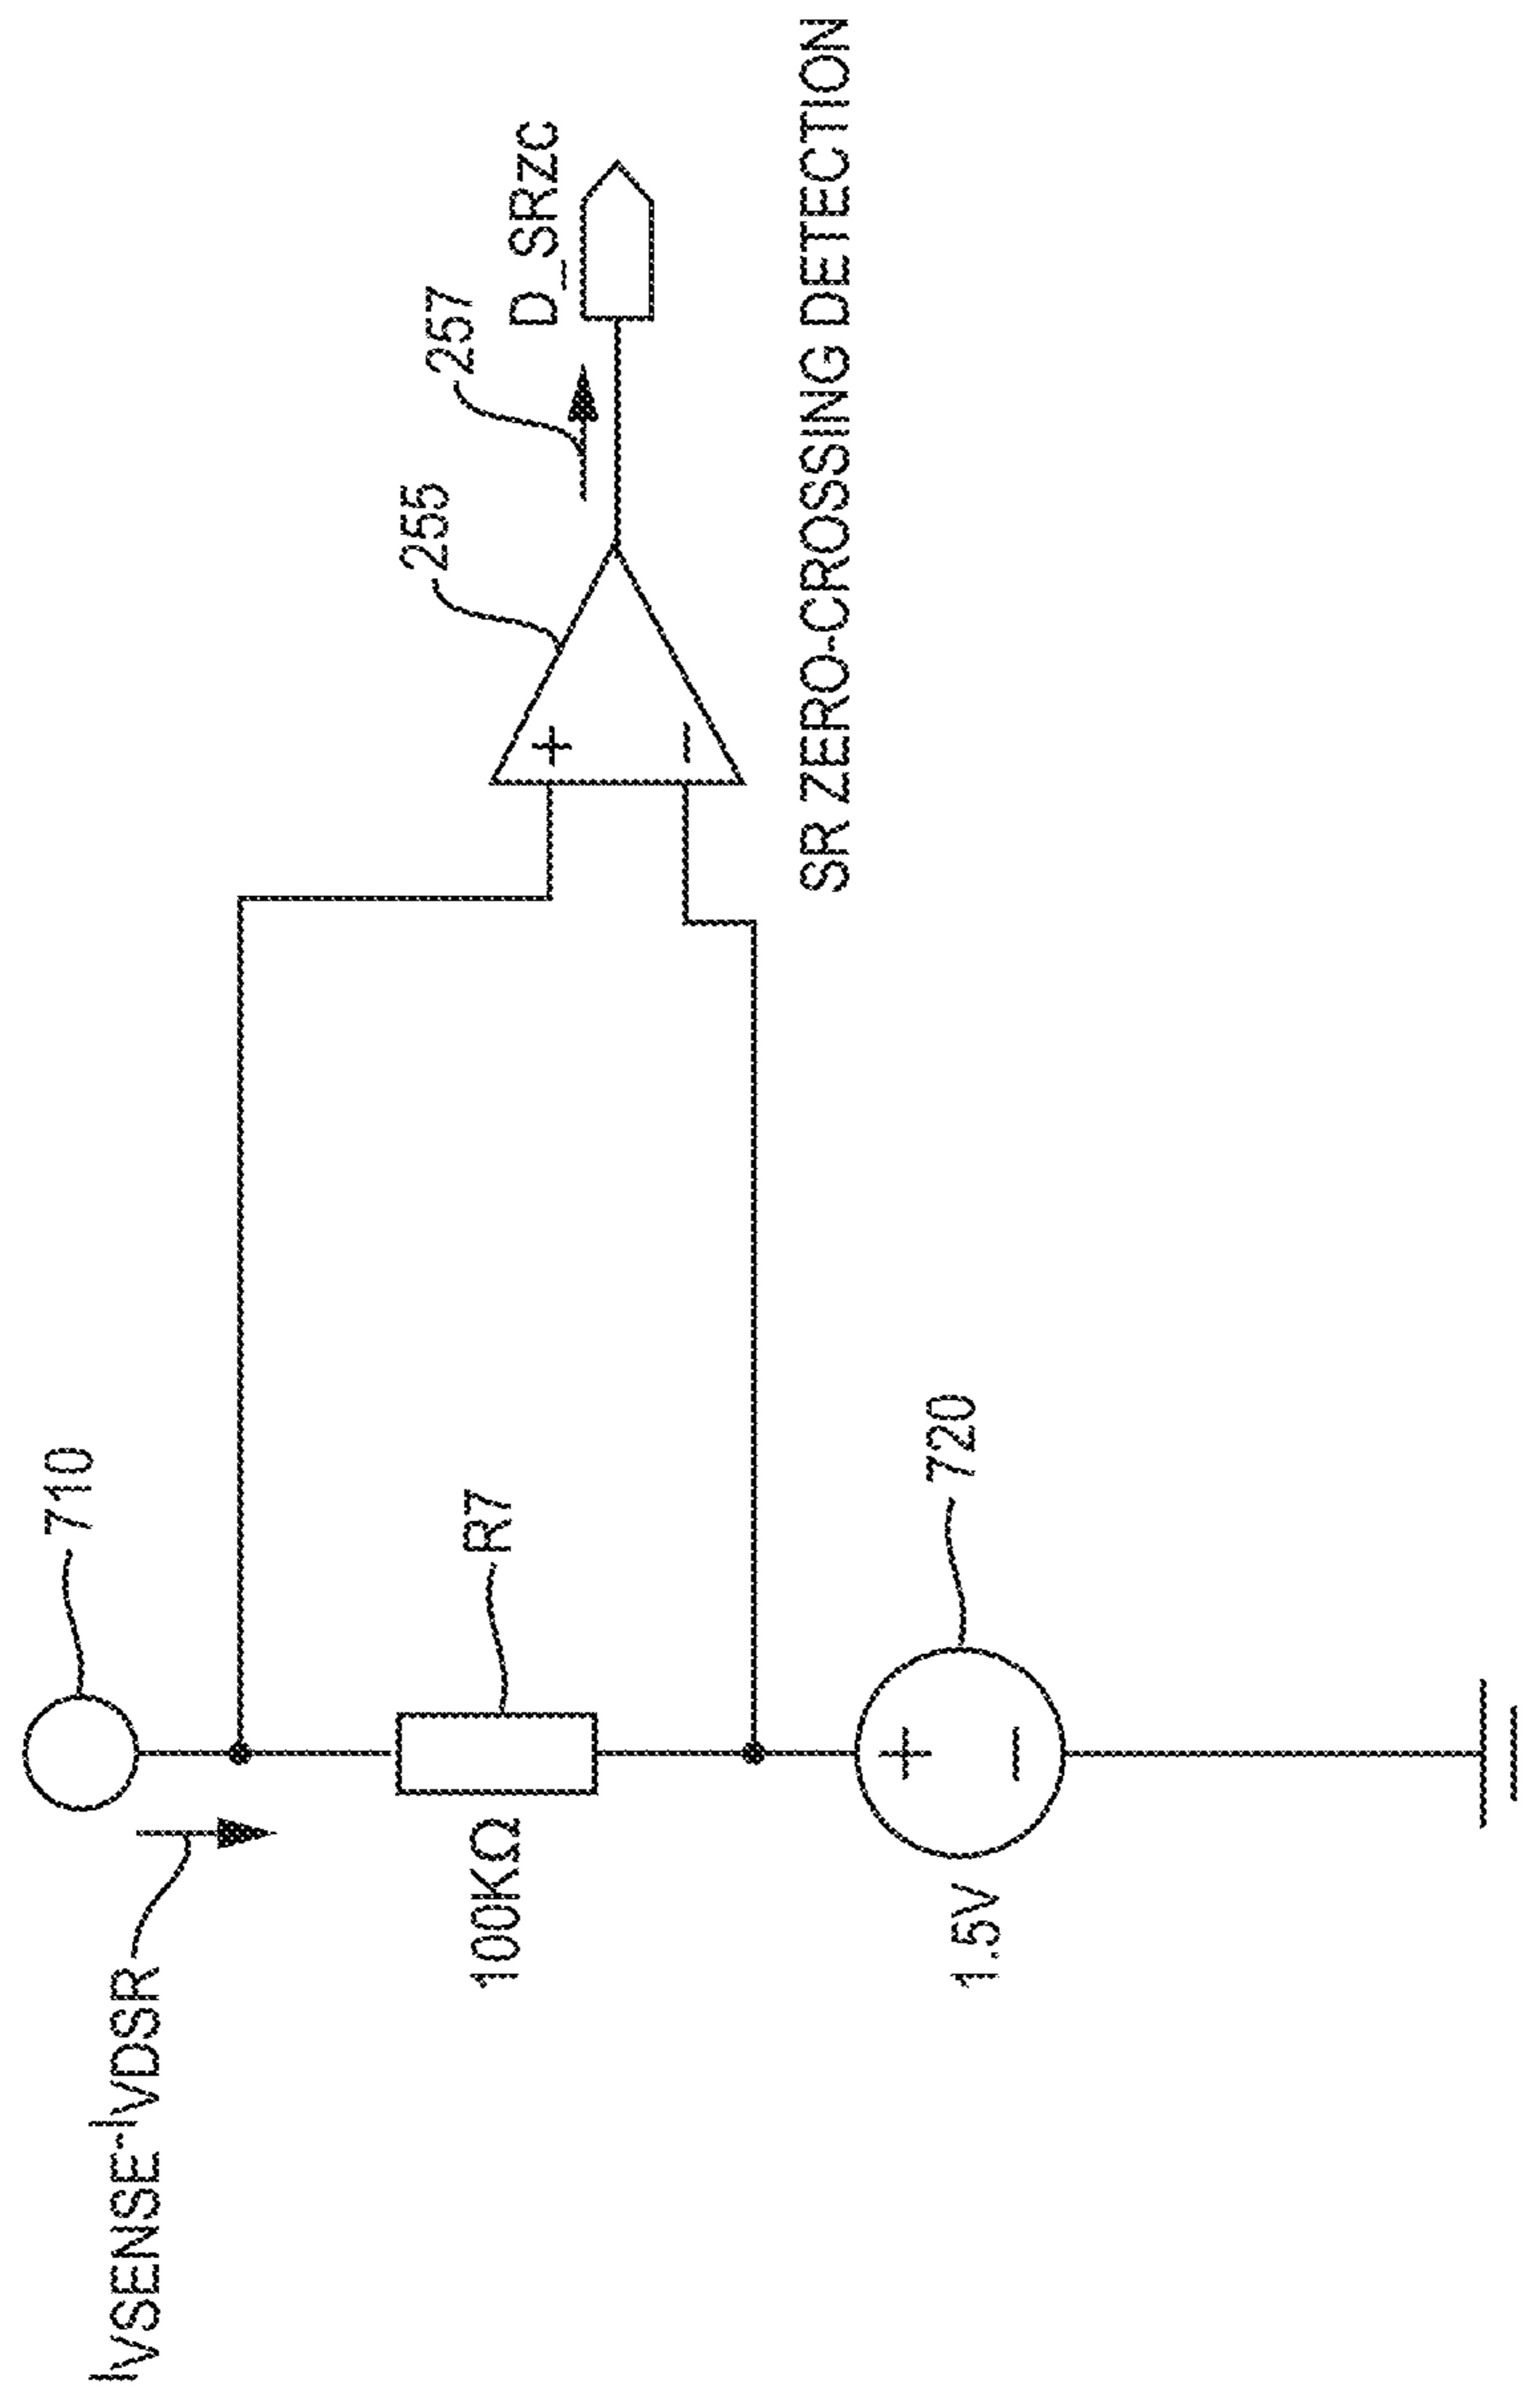 710
IVSENSE-IVDSR
R7
100KΩ
720
1.5V
+
−
+
−
255
257
D_SRzc
SR ZERO-CROSSING DETECTION